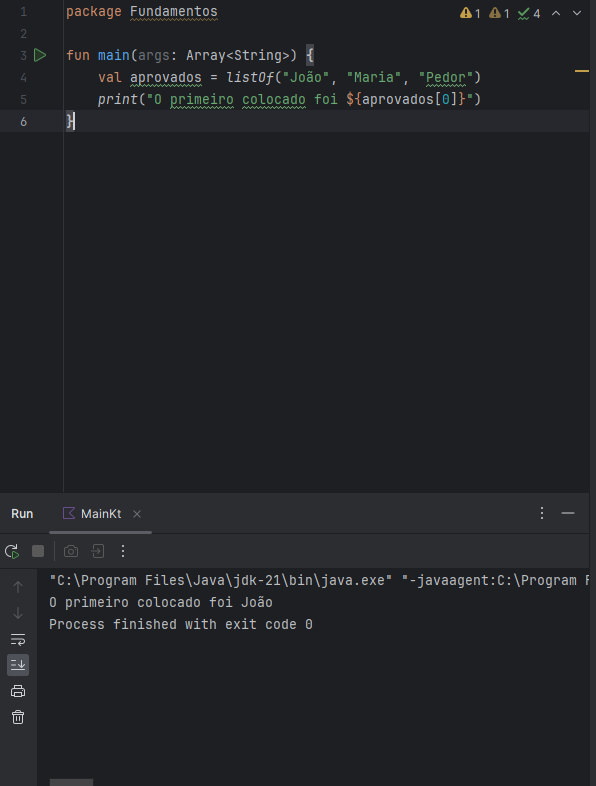 1 package Fundamentos
1 1 4
2
3 fun main(args: Array<String>) {
4 val aprovados = listOf("João", "Maria", "Pedor")
5 print("O primeiro colocado foi ${aprovados[0]}")
6 }
Run MainKt
"C:\Program Files\Java\jdk-21\bin\java.exe" "-javaagent:C:\Program F
O primeiro colocado foi João
Process finished with exit code 0